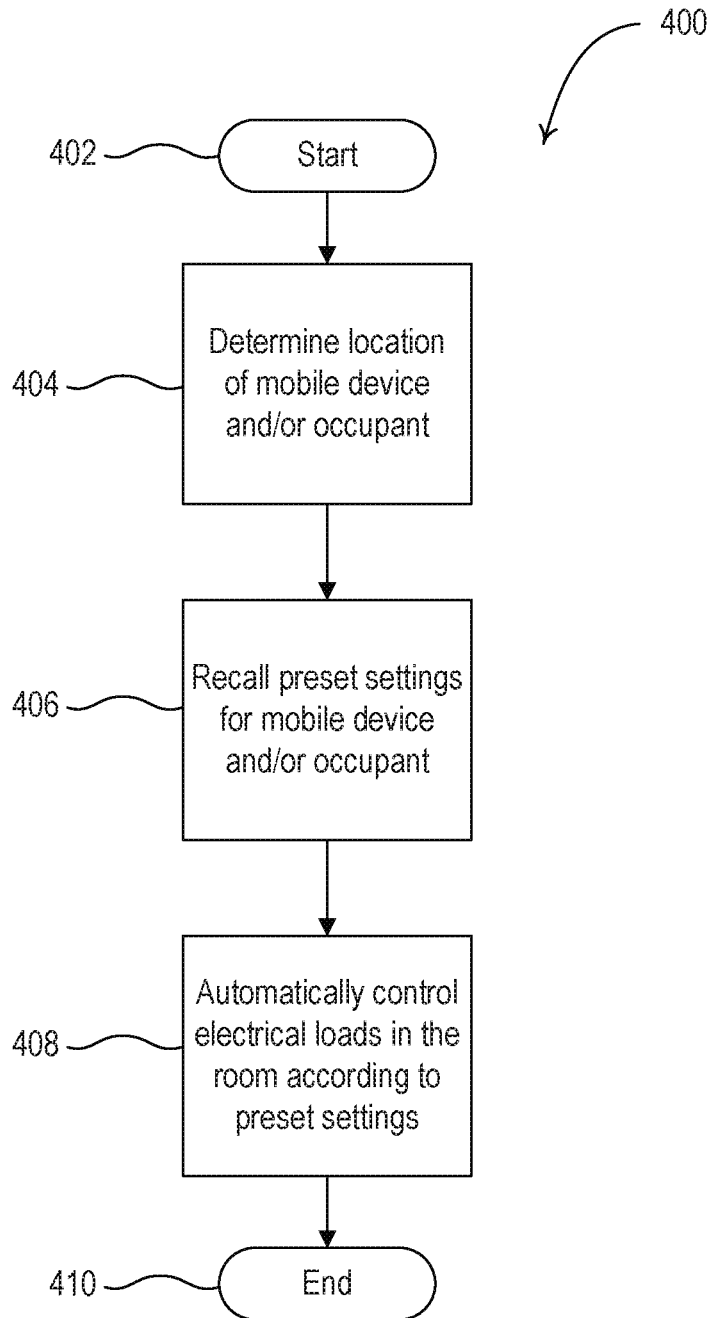 400
402
Start
404
Determine location
of mobile device
and/or occupant
406
Recall preset settings
for mobile device
and/or occupant
408
Automatically control
electrical loads in the
room according to
preset settings
410
End